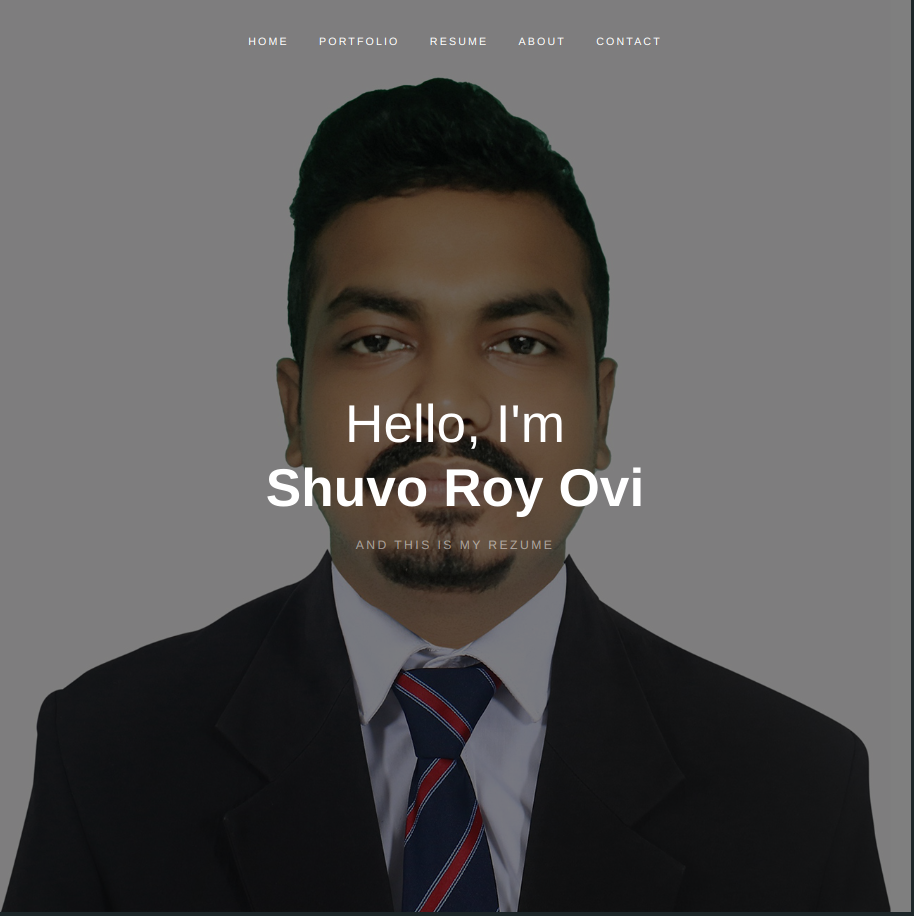 HOME PORTFOLIO RESUME ABOUT CONTACT
Hello, I'm
Shuvo Roy Ovi
AND THIS IS MY REZUME